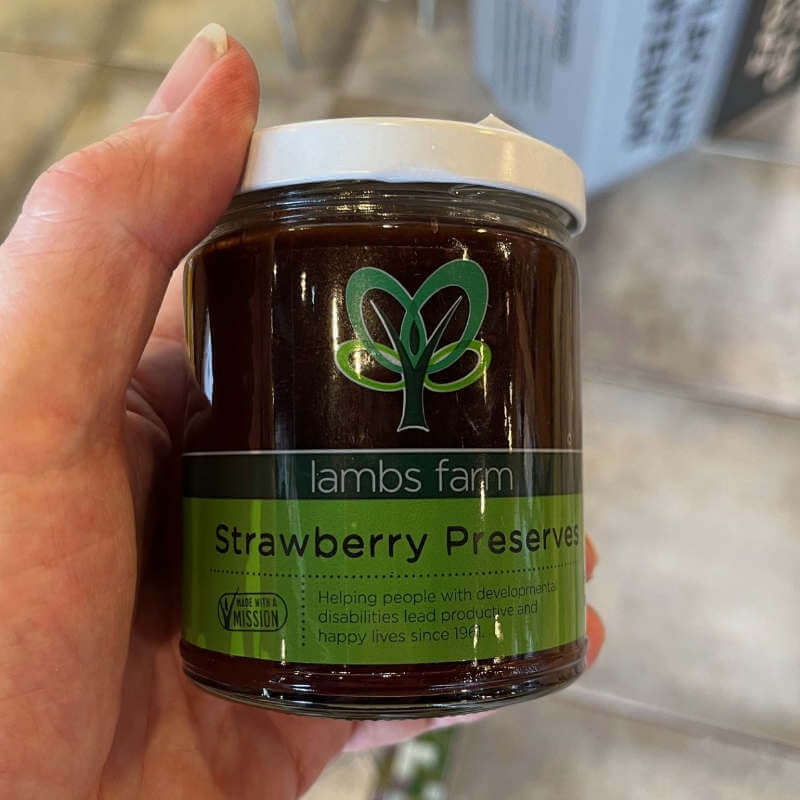 lambs farm
Strawberry Preserves
MADE WITH A
MISSION
Helping people with developmental
disabilities lead productive and
happy lives since 1961.